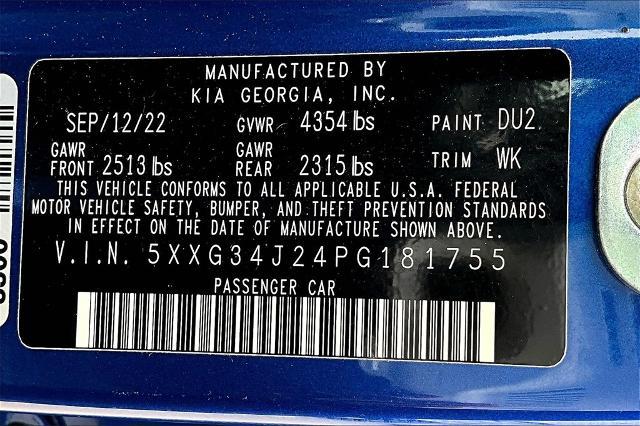 MANUFACTURED BY
KIA GEORGIA, INC.
SEP/12/22 GVWR 4354 lbs PAINT DU2
GAWR FRONT 2513 lbs GAWR REAR 2315 lbs TRIM WK
THIS VEHICLE CONFORMS TO ALL APPLICABLE U.S.A. FEDERAL
MOTOR VEHICLE SAFETY, BUMPER, AND THEFT PREVENTION STANDARDS
IN EFFECT ON THE DATE OF MANUFACTURE SHOWN ABOVE.
V.I.N. 5XXG34J24PG181755
PASSENGER CAR